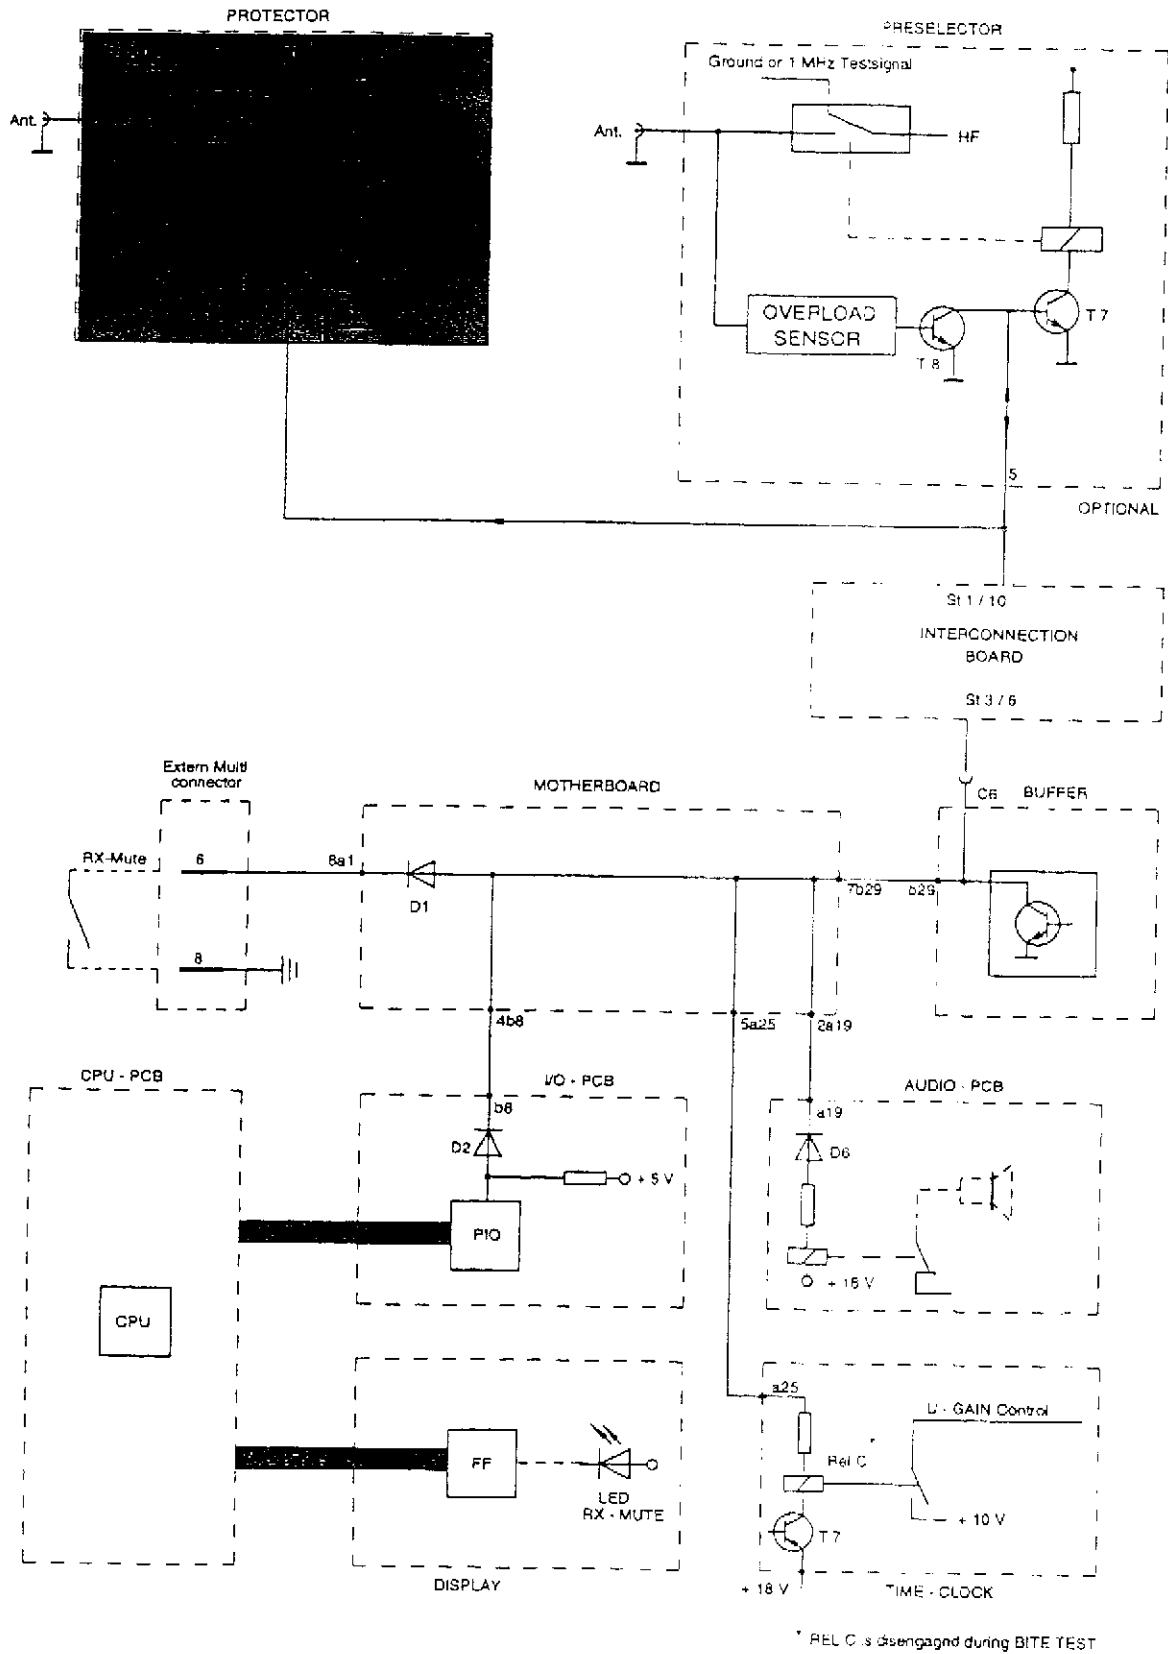 PROTECTOR
PRESELECTOR
Ground or 1 MHz Testsignal
Ant.
Ant.
HF
OVERLOAD
SENSOR
T 7
T 8
5
OPTIONAL
St 1 / 10
INTERCONNECTION
BOARD
St 3 / 6
Extern Multi
connector
MOTHERBOARD
C6
BUFFER
RX-Mute
6
8a1
D1
7b29
b29
8
4b8
5a25
2a19
CPU - PCB
I/O - PCB
AUDIO - PCB
b8
a19
D2
D6
+ 5 V
PIO
CPU
a25
U - GAIN Control
Rel C *
FF
LED
RX - MUTE
+ 10 V
T 7
DISPLAY
+ 18 V
TIME - CLOCK
* REL C is disengagnd during BITE TEST